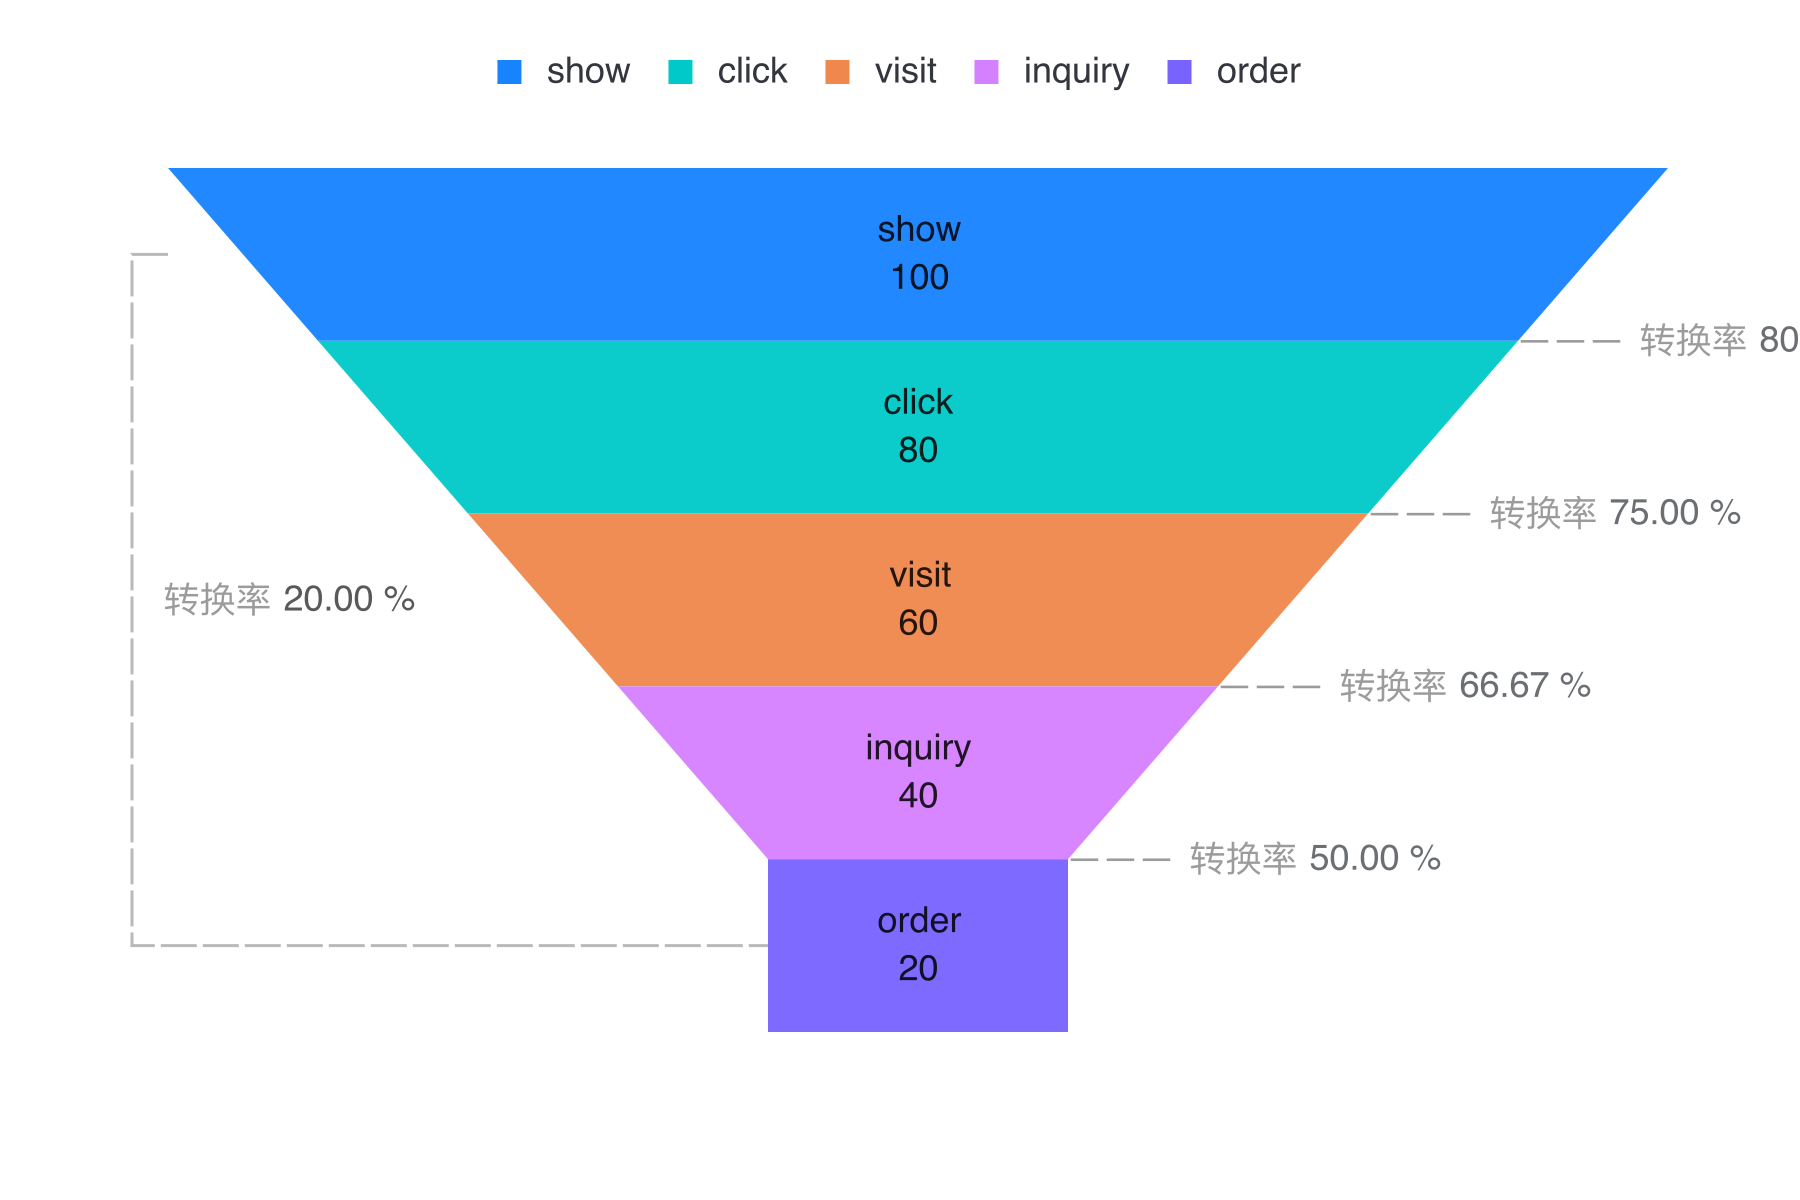 show click visit inquiry order
show
100
转换率 80
click
80
转换率 75.00 %
visit
60
转换率 20.00 %
转换率 66.67 %
inquiry
40
转换率 50.00 %
order
20